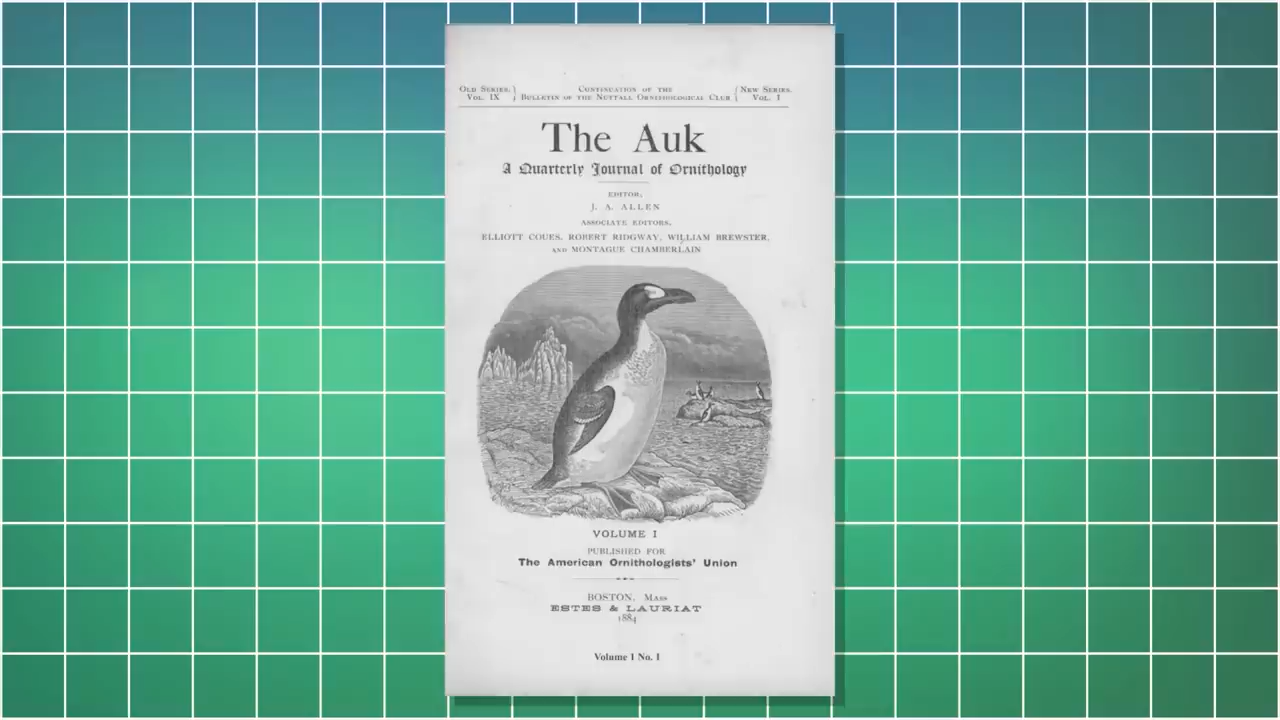 OLD SERIES, VOL. IX } CONTINUATION OF THE BULLETIN OF THE NUTTALL ORNITHOLOGICAL CLUB { NEW SERIES. VOL. I
The Auk
A Quarterly Journal of Ornithology
EDITOR,
J. A. ALLEN
ASSOCIATE EDITORS,
ELLIOTT COUES, ROBERT RIDGWAY, WILLIAM BREWSTER,
AND MONTAGUE CHAMBERLAIN
VOLUME I
PUBLISHED FOR
The American Ornithologists' Union
BOSTON, MASS
ESTES & LAURIAT
1884
Volume 1 No. 1